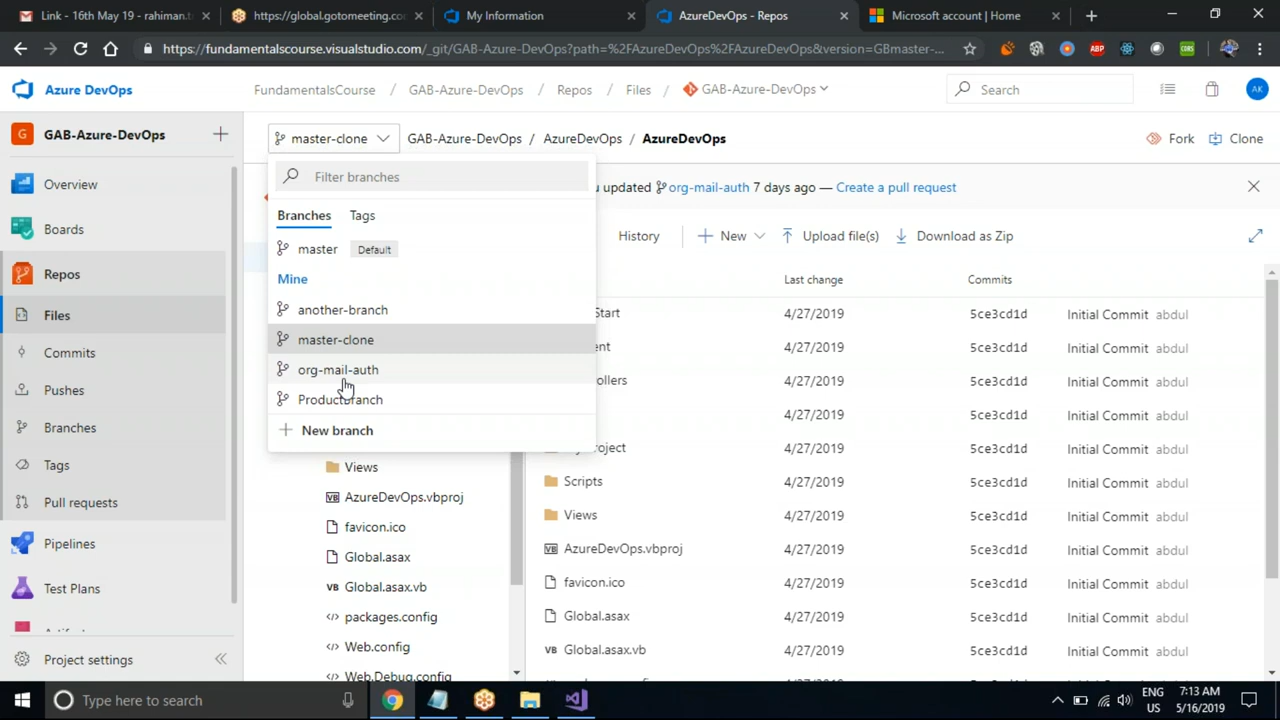 Link - 16th May 19 - rahiman.t
https://global.gotomeeting.co
My Information
AzureDevOps - Repos
Microsoft account | Home
https://fundamentalscourse.visualstudio.com/_git/GAB-Azure-DevOps?path=%2FAzureDevOps%2FAzureDevOps&version=GBmaster-...
ABP
CORS
Azure DevOps
FundamentalsCourse / GAB-Azure-DevOps / Repos / Files / GAB-Azure-DevOps
Search
AK
G GAB-Azure-DevOps
Overview
Boards
Repos
Files
Commits
Pushes
Branches
Tags
Pull requests
Pipelines
Test Plans
Project settings
master-clone
GAB-Azure-DevOps / AzureDevOps / AzureDevOps
Fork
Clone
Filter branches
Branches Tags
master Default
Mine
another-branch
master-clone
org-mail-auth
ProductBranch
New branch
u updated org-mail-auth 7 days ago — Create a pull request
History
New
Upload file(s)
Download as Zip
Views
AzureDevOps.vbproj
favicon.ico
Global.asax
VB Global.asax.vb
packages.config
Web.config
Web.Debug.config
Last change Commits
Start 4/27/2019 5ce3cd1d Initial Commit abdul
ent 4/27/2019 5ce3cd1d Initial Commit abdul
ollers 4/27/2019 5ce3cd1d Initial Commit abdul
4/27/2019 5ce3cd1d Initial Commit abdul
roject 4/27/2019 5ce3cd1d Initial Commit abdul
Scripts 4/27/2019 5ce3cd1d Initial Commit abdul
Views 4/27/2019 5ce3cd1d Initial Commit abdul
AzureDevOps.vbproj 4/27/2019 5ce3cd1d Initial Commit abdul
favicon.ico 4/27/2019 5ce3cd1d Initial Commit abdul
Global.asax 4/27/2019 5ce3cd1d Initial Commit abdul
VB Global.asax.vb 4/27/2019 5ce3cd1d Initial Commit abdul
Type here to search
ENG
US
7:13 AM
5/16/2019